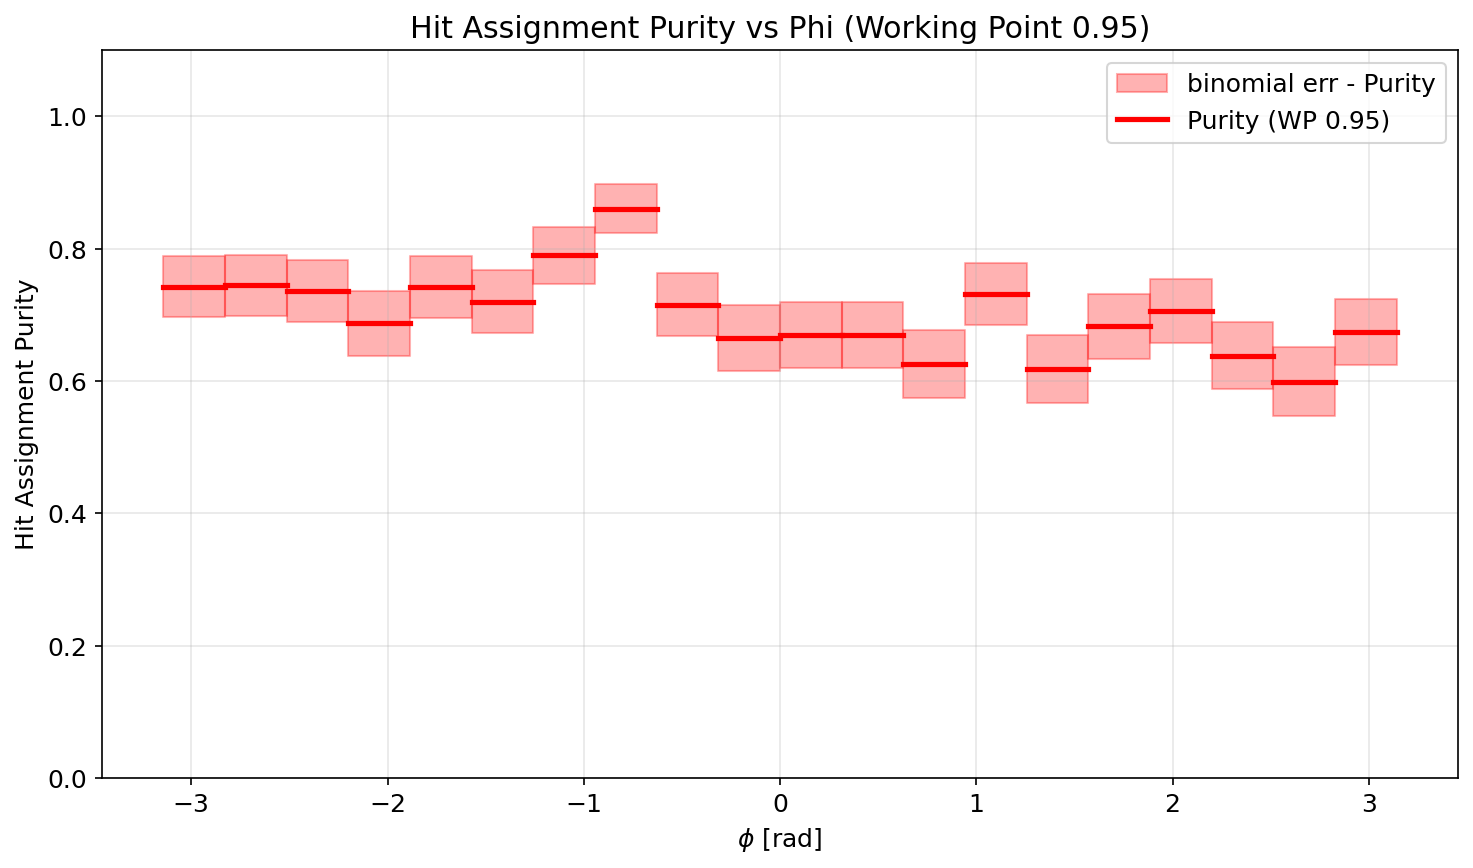 Hit Assignment Purity vs Phi (Working Point 0.95)
binomial err - Purity
Purity (WP 0.95)
Hit Assignment Purity
1.0
0.8
0.6
0.4
0.2
0.0
−3
−2
−1
0
1
2
3
ϕ [rad]